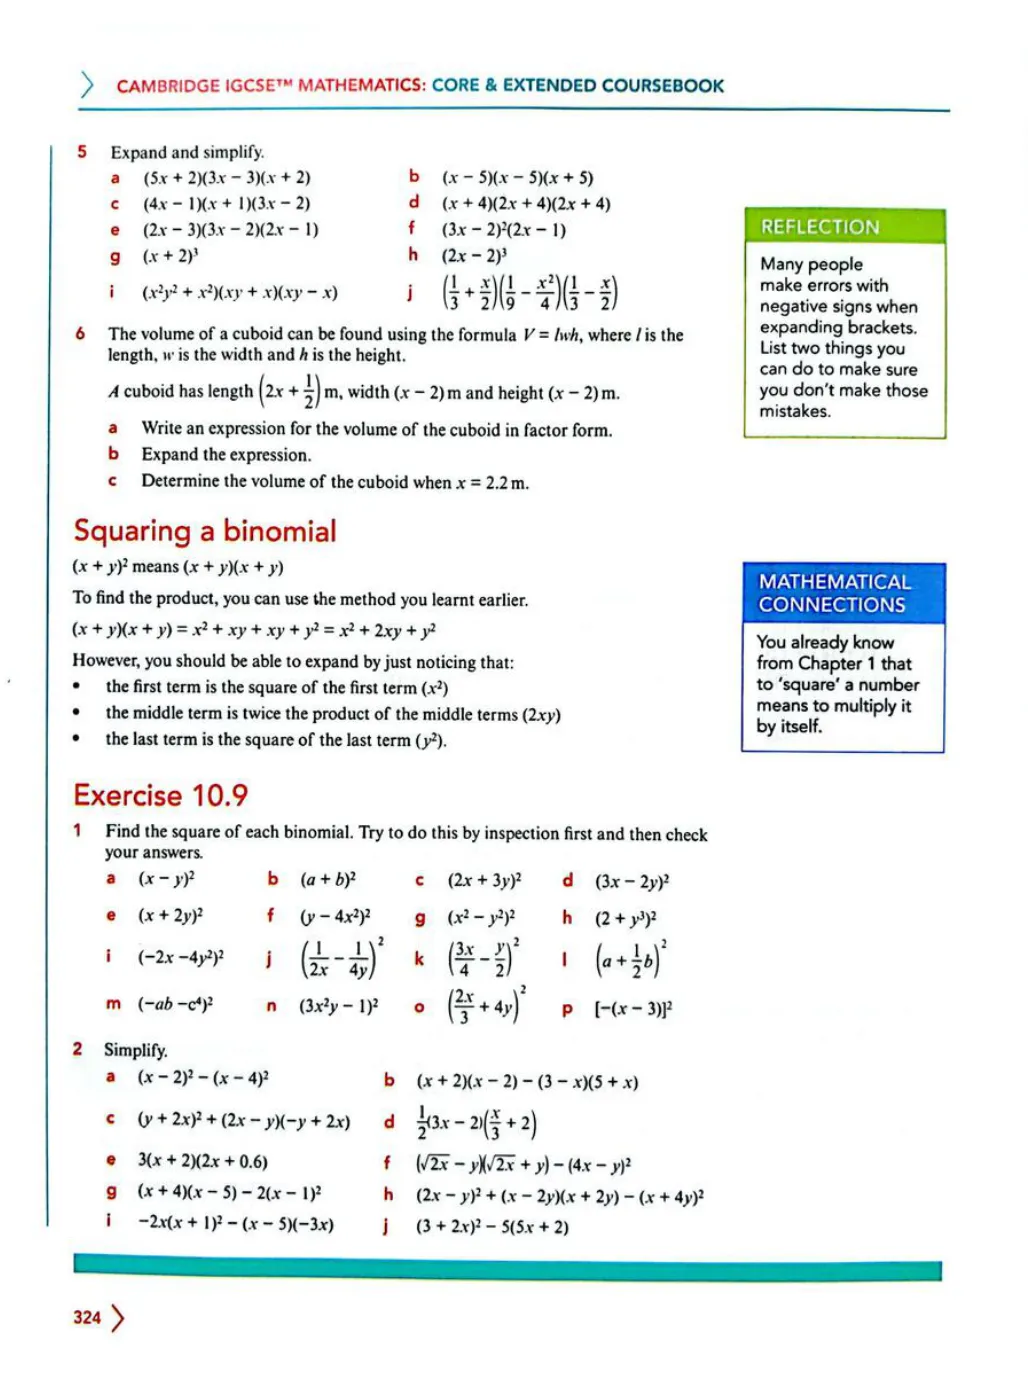 CAMBRIDGE IGCSE™ MATHEMATICS: CORE & EXTENDED COURSEBOOK
5 Expand and simplify.
a (5x + 2)(3x − 3)(x + 2) b (x − 5)(x − 5)(x + 5)
c (4x − 1)(x + 1)(3x − 2) d (x + 4)(2x + 4)(2x + 4)
e (2x − 3)(3x − 2)(2x − 1) f (3x − 2)²(2x − 1)
g (x + 2)³ h (2x − 2)³
i (x²y² + x²)(xy + x)(xy − x) j (1/3 + x/2)(1/9 − x²/4)(1/3 − x/2)
6 The volume of a cuboid can be found using the formula V = lwh, where l is the
length, w is the width and h is the height.
A cuboid has length (2x + 1/2) m, width (x − 2) m and height (x − 2) m.
a Write an expression for the volume of the cuboid in factor form.
b Expand the expression.
c Determine the volume of the cuboid when x = 2.2 m.
REFLECTION
Many people
make errors with
negative signs when
expanding brackets.
List two things you
can do to make sure
you don't make those
mistakes.
Squaring a binomial
(x + y)² means (x + y)(x + y)
To find the product, you can use the method you learnt earlier.
(x + y)(x + y) = x² + xy + xy + y² = x² + 2xy + y²
However, you should be able to expand by just noticing that:
• the first term is the square of the first term (x²)
• the middle term is twice the product of the middle terms (2xy)
• the last term is the square of the last term (y²).
MATHEMATICAL
CONNECTIONS
You already know
from Chapter 1 that
to 'square' a number
means to multiply it
by itself.
Exercise 10.9
1 Find the square of each binomial. Try to do this by inspection first and then check
your answers.
a (x − y)² b (a + b)² c (2x + 3y)² d (3x − 2y)²
e (x + 2y)² f (y − 4x²)² g (x² − y²)² h (2 + y³)²
i (−2x −4y²)² j (1/2x − 1/4y)² k (3x/4 − y/2)² l (a + 1/2b)²
m (−ab −c⁴)² n (3x²y − 1)² o (2x/3 + 4y)² p [−(x − 3)]²
2 Simplify.
a (x − 2)² − (x − 4)² b (x + 2)(x − 2) − (3 − x)(5 + x)
c (y + 2x)² + (2x − y)(−y + 2x) d 1/2(3x − 2)(x/3 + 2)
e 3(x + 2)(2x + 0.6) f (√2x − y)(√2x + y) − (4x − y)²
g (x + 4)(x − 5) − 2(x − 1)² h (2x − y)² + (x − 2y)(x + 2y) − (x + 4y)²
i −2x(x + 1)² − (x − 5)(−3x) j (3 + 2x)² − 5(5x + 2)
324